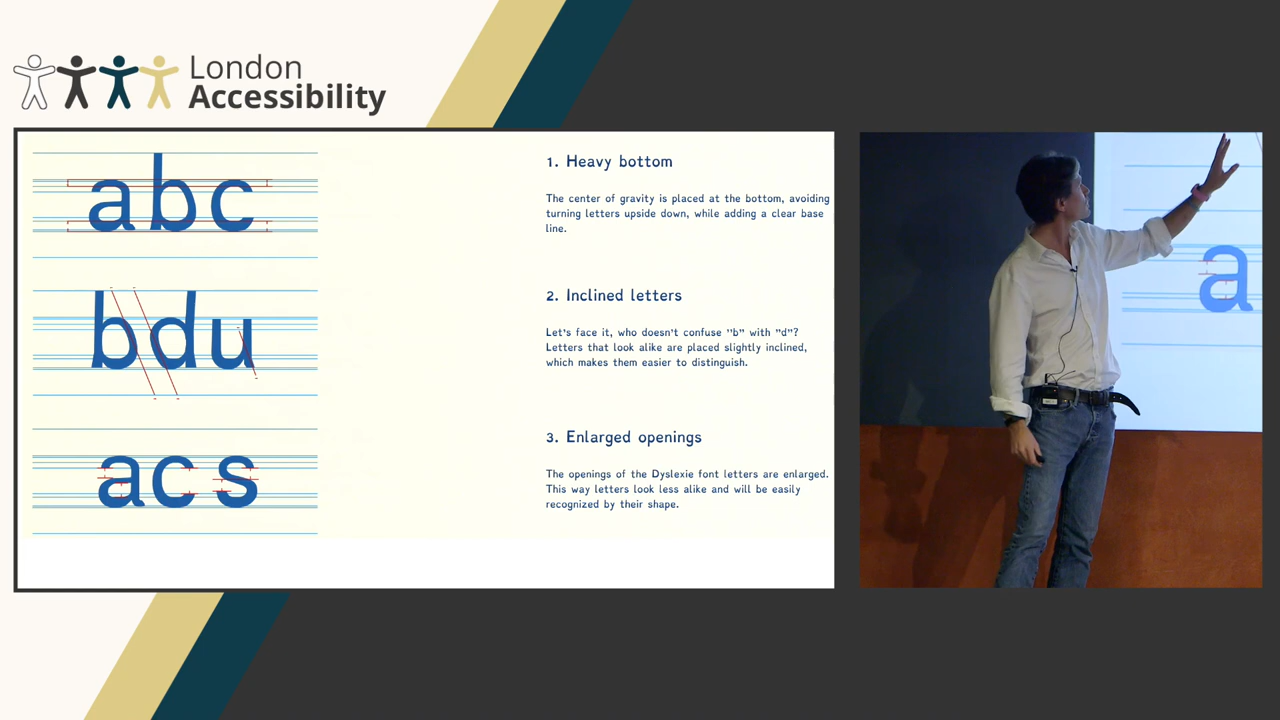 London
Accessibility
abc
1. Heavy bottom
The center of gravity is placed at the bottom, avoiding
turning letters upside down, while adding a clear base
line.
bdu
2. Inclined letters
Let's face it, who doesn't confuse "b" with "d"?
Letters that look alike are placed slightly inclined,
which makes them easier to distinguish.
acs
3. Enlarged openings
The openings of the Dyslexie font letters are enlarged.
This way letters look less alike and will be easily
recognized by their shape.
a